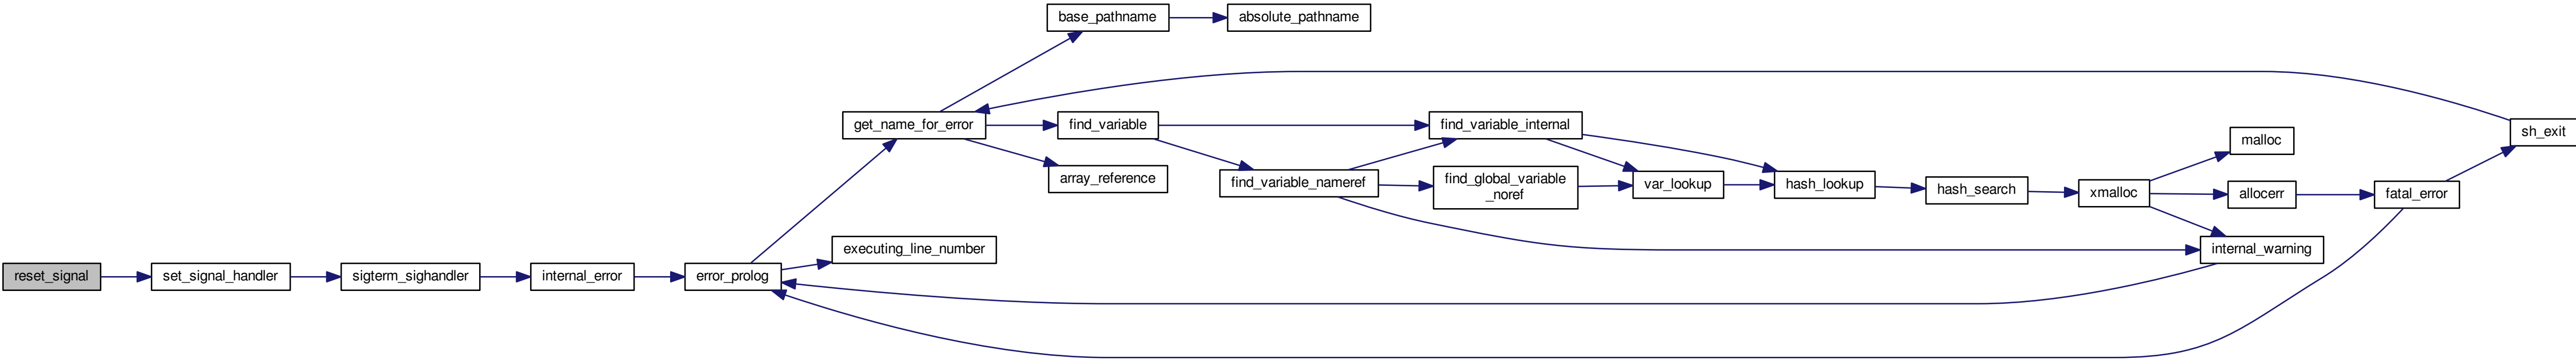 base_pathname
absolute_pathname
get_name_for_error
find_variable
find_variable_internal
sh_exit
malloc
array_reference
find_variable_nameref
find_global_variable
_noref
var_lookup
hash_lookup
hash_search
xmalloc
allocerr
fatal_error
executing_line_number
internal_warning
reset_signal
set_signal_handler
sigterm_sighandler
internal_error
error_prolog